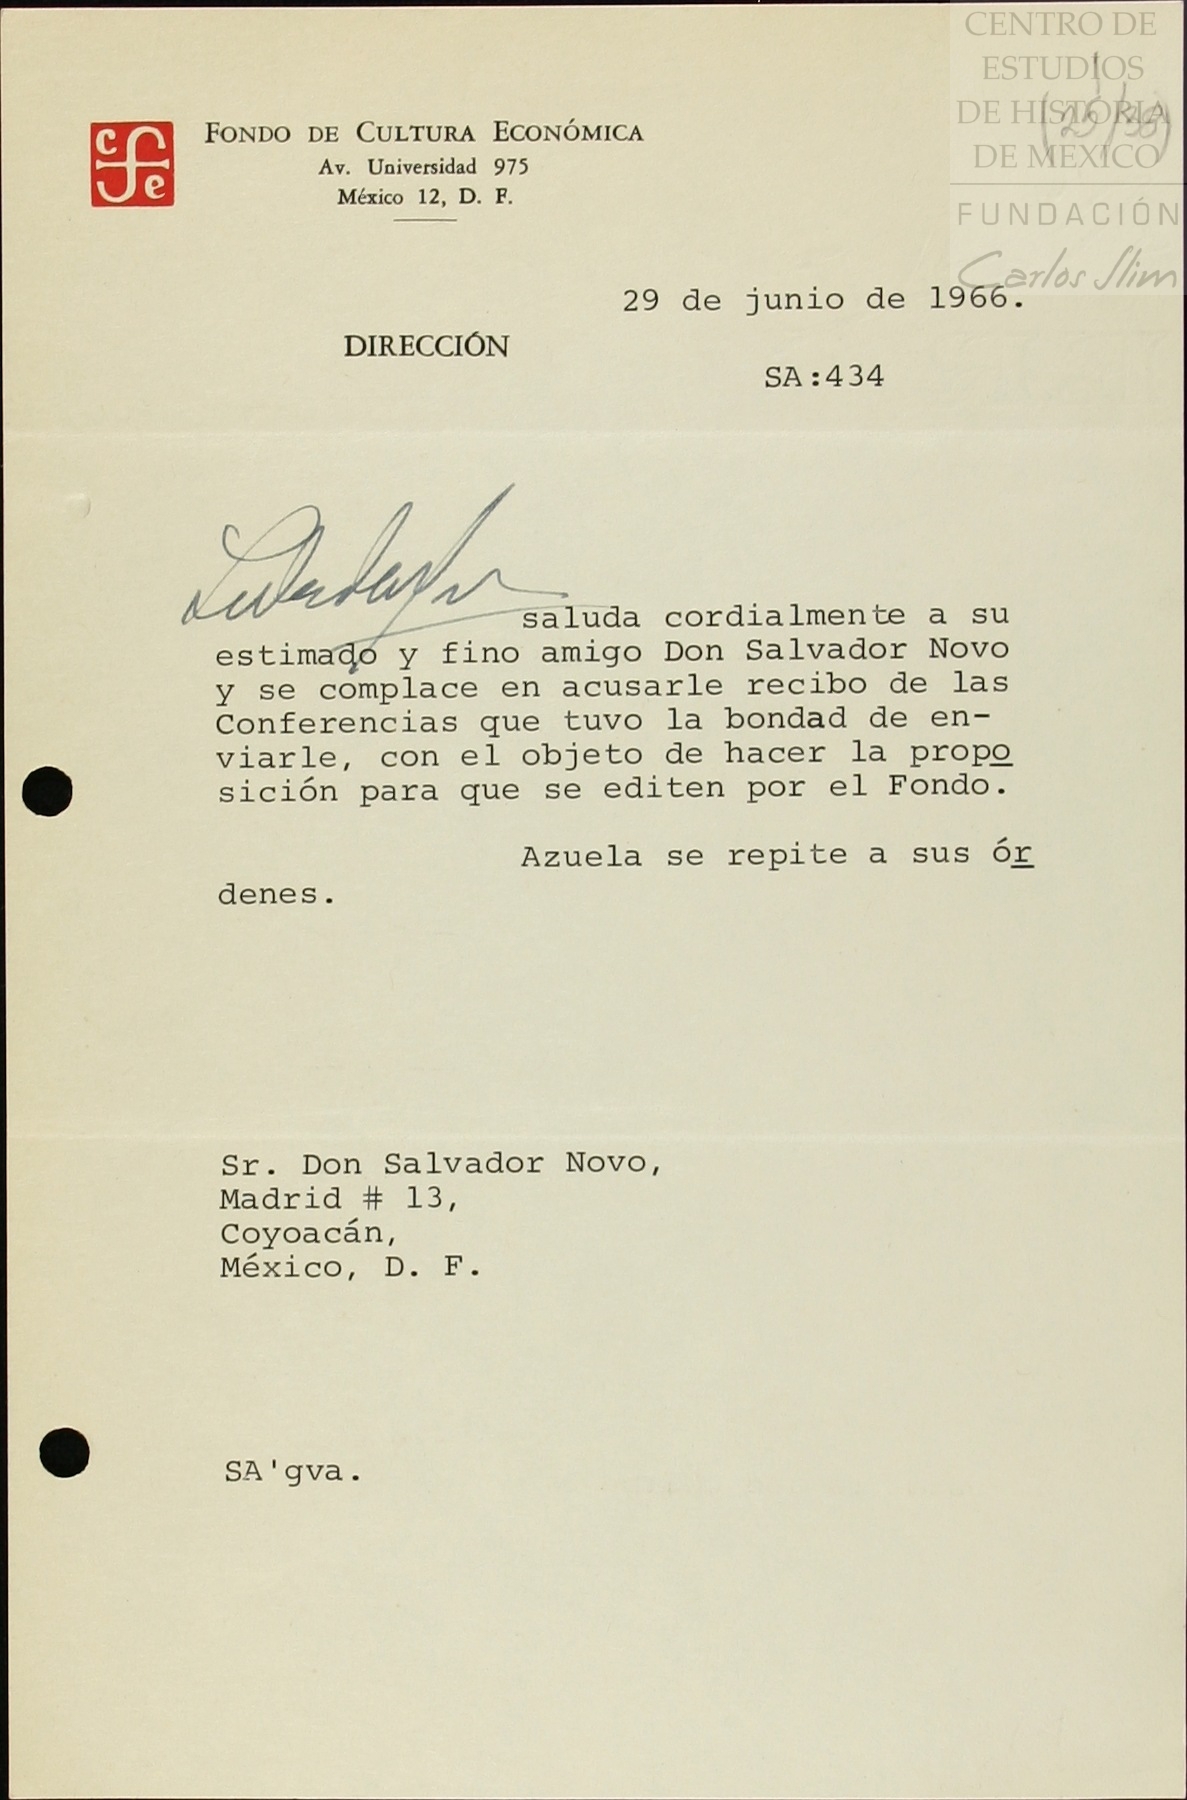 CENTRO DE
ESTUDIOS
DE HISTORIA
DE MEXICO
FUNDACIÓN
Carlos Slim
cfe
FONDO DE CULTURA ECONÓMICA
Av. Universidad 975
México 12, D. F.
29 de junio de 1966.
DIRECCIÓN
SA:434
saluda cordialmente a su
estimado y fino amigo Don Salvador Novo
y se complace en acusarle recibo de las
Conferencias que tuvo la bondad de en-
viarle, con el objeto de hacer la propo
sición para que se editen por el Fondo.
Azuela se repite a sus ór
denes.
Sr. Don Salvador Novo,
Madrid # 13,
Coyoacán,
México, D. F.
SA'gva.